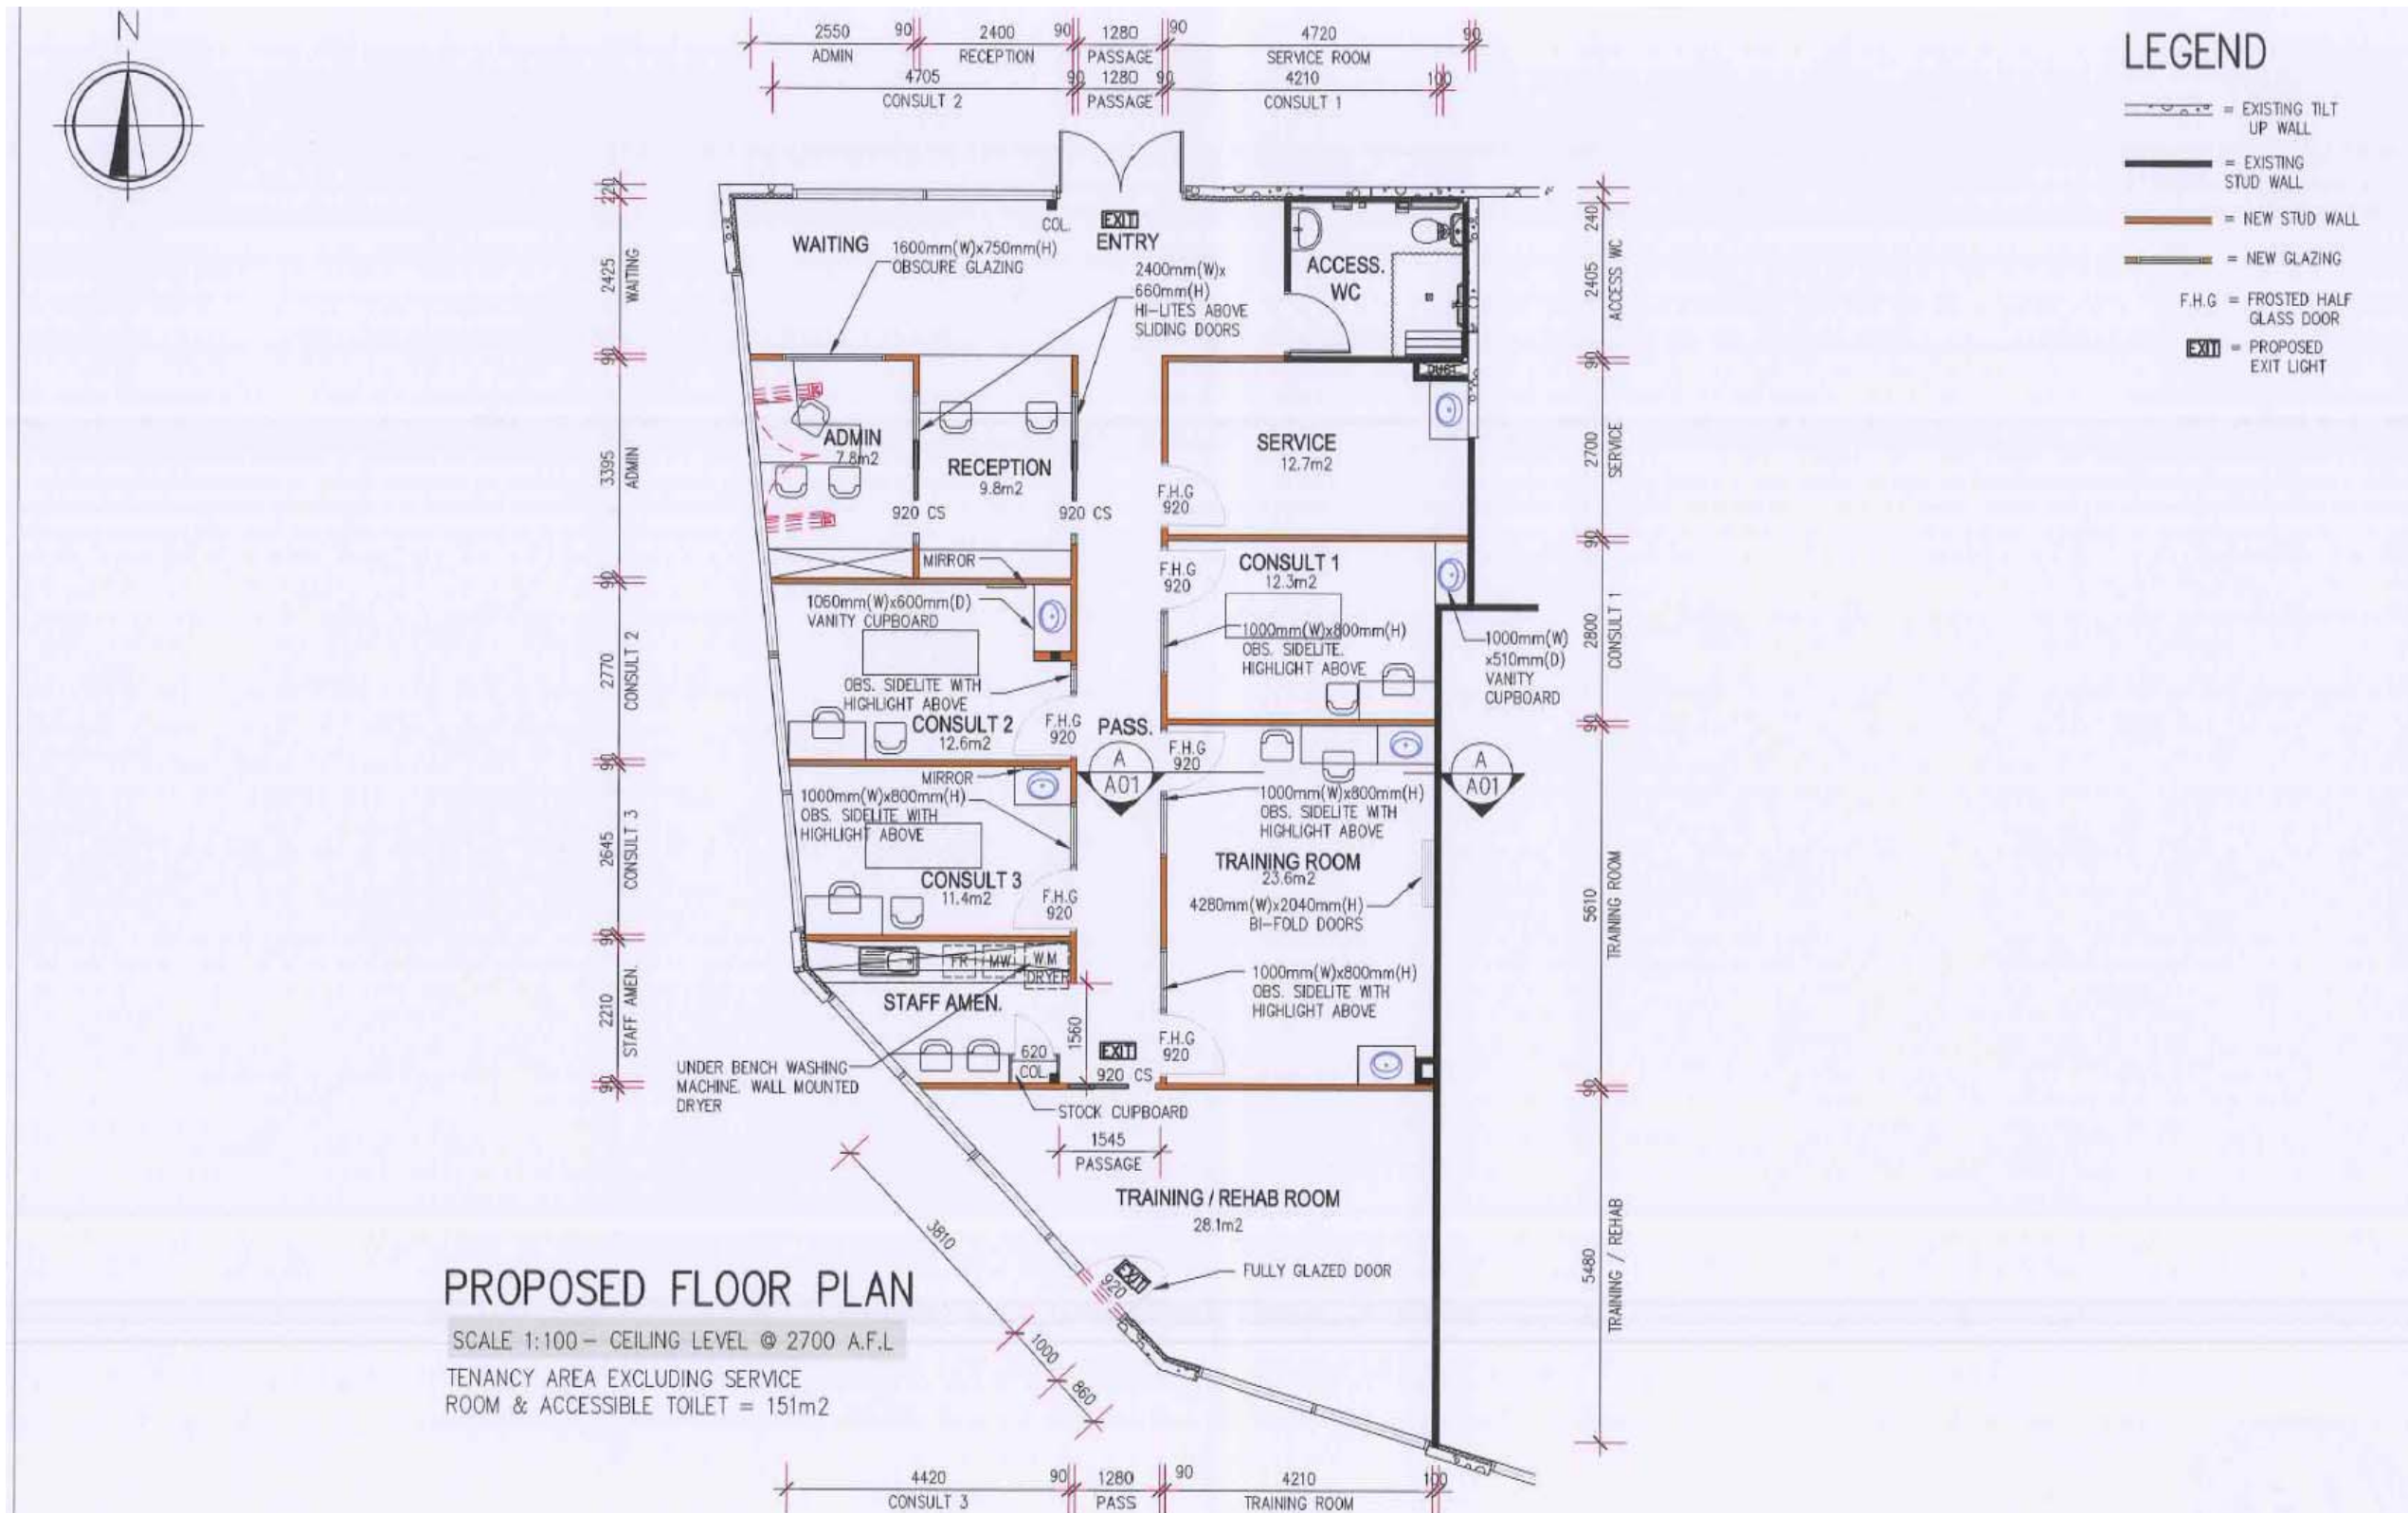 N
2550
90
2400
90
1280
90
4720
90
ADMIN
RECEPTION
PASSAGE
SERVICE ROOM
4705
90
1280
90
4210
100
CONSULT 2
PASSAGE
CONSULT 1
LEGEND
= EXISTING TILT
UP WALL
= EXISTING
STUD WALL
= NEW STUD WALL
= NEW GLAZING
F.H.G = FROSTED HALF
GLASS DOOR
EXIT = PROPOSED
EXIT LIGHT
220
2425
WAITING
90
3395
ADMIN
90
2770
CONSULT 2
90
2645
CONSULT 3
90
2210
STAFF AMEN.
90
WAITING
1600mm(W)x750mm(H)
OBSCURE GLAZING
COL.
EXIT
ENTRY
2400mm(W)x
660mm(H)
HI-LITES ABOVE
SLIDING DOORS
ACCESS.
WC
DUCT
ADMIN
7.8m2
RECEPTION
9.8m2
920 CS
920 CS
SERVICE
12.7m2
F.H.G
920
MIRROR
F.H.G
920
CONSULT 1
12.3m2
1060mm(W)x600mm(D)
VANITY CUPBOARD
1000mm(W)x800mm(H)
OBS. SIDELITE.
HIGHLIGHT ABOVE
1000mm(W)
x510mm(D)
VANITY
CUPBOARD
OBS. SIDELITE WITH
HIGHLIGHT ABOVE
CONSULT 2
12.6m2
F.H.G
920
PASS.
F.H.G
920
A
A01
A
A01
MIRROR
1000mm(W)x800mm(H)
OBS. SIDELITE WITH
HIGHLIGHT ABOVE
1000mm(W)x800mm(H)
OBS. SIDELITE WITH
HIGHLIGHT ABOVE
CONSULT 3
11.4m2
F.H.G
920
TRAINING ROOM
23.6m2
4280mm(W)x2040mm(H)
BI-FOLD DOORS
FR
MW
W.M
DRYER
STAFF AMEN.
1000mm(W)x800mm(H)
OBS. SIDELITE WITH
HIGHLIGHT ABOVE
1560
620
COL.
EXIT
920 CS
F.H.G
920
UNDER BENCH WASHING
MACHINE. WALL MOUNTED
DRYER
STOCK CUPBOARD
1545
PASSAGE
TRAINING / REHAB ROOM
28.1m2
3810
1000
860
EXIT
920
FULLY GLAZED DOOR
240
2405
ACCESS WC
90
2700
SERVICE
90
2800
CONSULT 1
90
5610
TRAINING ROOM
90
5480
TRAINING / REHAB
PROPOSED FLOOR PLAN
SCALE 1:100 - CEILING LEVEL @ 2700 A.F.L
TENANCY AREA EXCLUDING SERVICE
ROOM & ACCESSIBLE TOILET = 151m2
4420
90
1280
90
4210
100
CONSULT 3
PASS
TRAINING ROOM